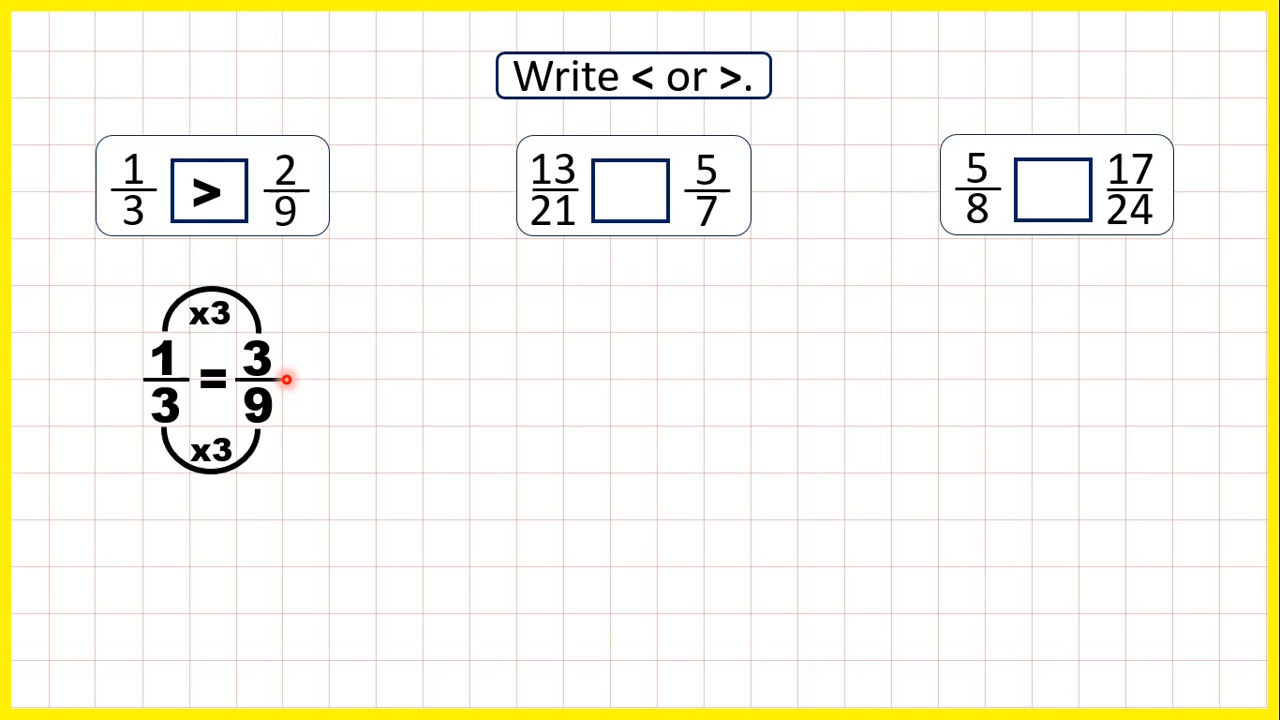 Write < or >.
1/3 > 2/9
13/21 5/7
5/8 17/24
x3
1/3 = 3/9
x3